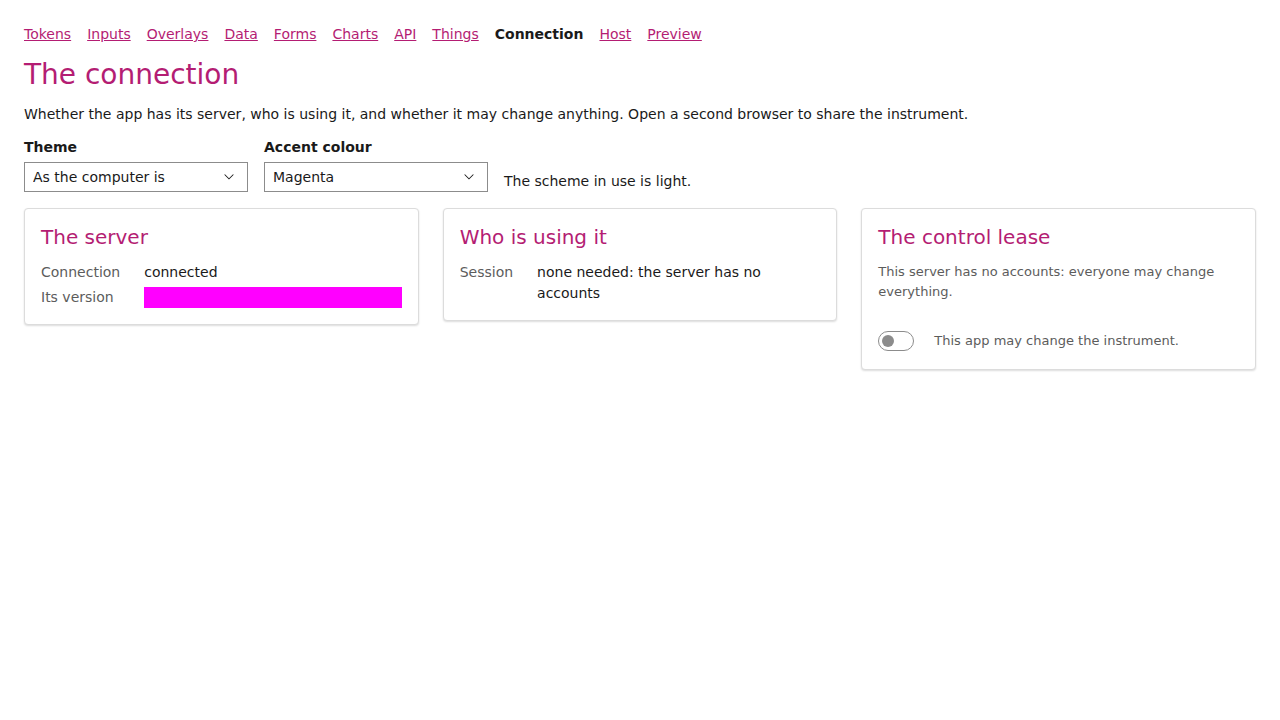 Tokens Inputs Overlays Data Forms Charts API Things Connection Host Preview
The connection
Whether the app has its server, who is using it, and whether it may change anything. Open a second browser to share the instrument.
Theme
As the computer is
Accent colour
Magenta
The scheme in use is light.
The server
Connection connected
Its version
Who is using it
Session none needed: the server has no
accounts
The control lease
This server has no accounts: everyone may change
everything.
This app may change the instrument.